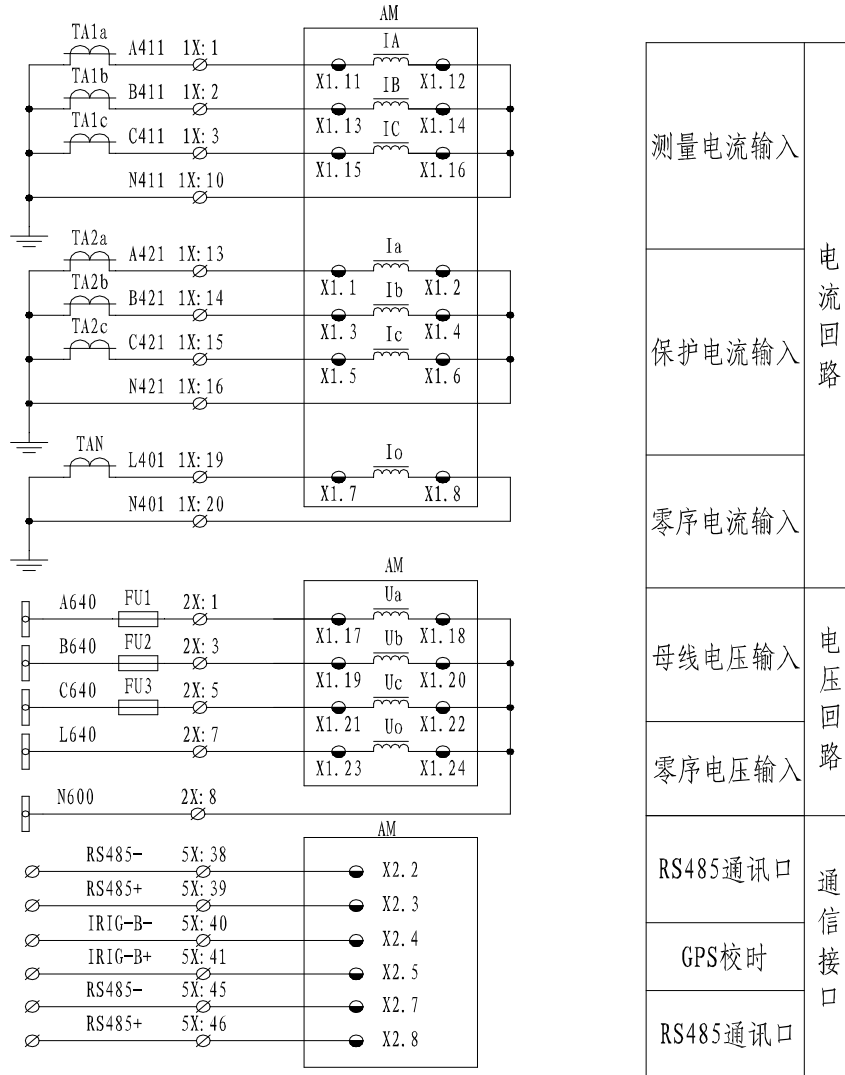 AM
TA1a A411 1X:1 IA
X1.11 X1.12
TA1b B411 1X:2 IB
X1.13 X1.14
TA1c C411 1X:3 IC
X1.15 X1.16
N411 1X:10
测量电流输入
TA2a A421 1X:13 Ia
X1.1 X1.2
TA2b B421 1X:14 Ib
X1.3 X1.4
TA2c C421 1X:15 Ic
X1.5 X1.6
N421 1X:16
保护电流输入
TAN L401 1X:19 Io
X1.7 X1.8
N401 1X:20
零序电流输入
电流回路
AM
A640 FU1 2X:1 Ua
X1.17 X1.18
B640 FU2 2X:3 Ub
X1.19 X1.20
C640 FU3 2X:5 Uc
X1.21 X1.22
母线电压输入
L640 2X:7 Uo
X1.23 X1.24
N600 2X:8
零序电压输入
电压回路
AM
RS485- 5X:38 X2.2
RS485+ 5X:39 X2.3
RS485通讯口
IRIG-B- 5X:40 X2.4
IRIG-B+ 5X:41 X2.5
GPS校时
RS485- 5X:45 X2.7
RS485+ 5X:46 X2.8
RS485通讯口
通信接口